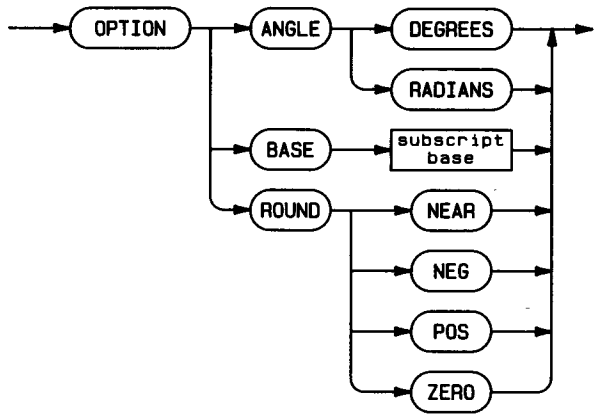 OPTION
ANGLE
DEGREES
RADIANS
BASE
subscript
base
ROUND
NEAR
NEG
POS
ZERO